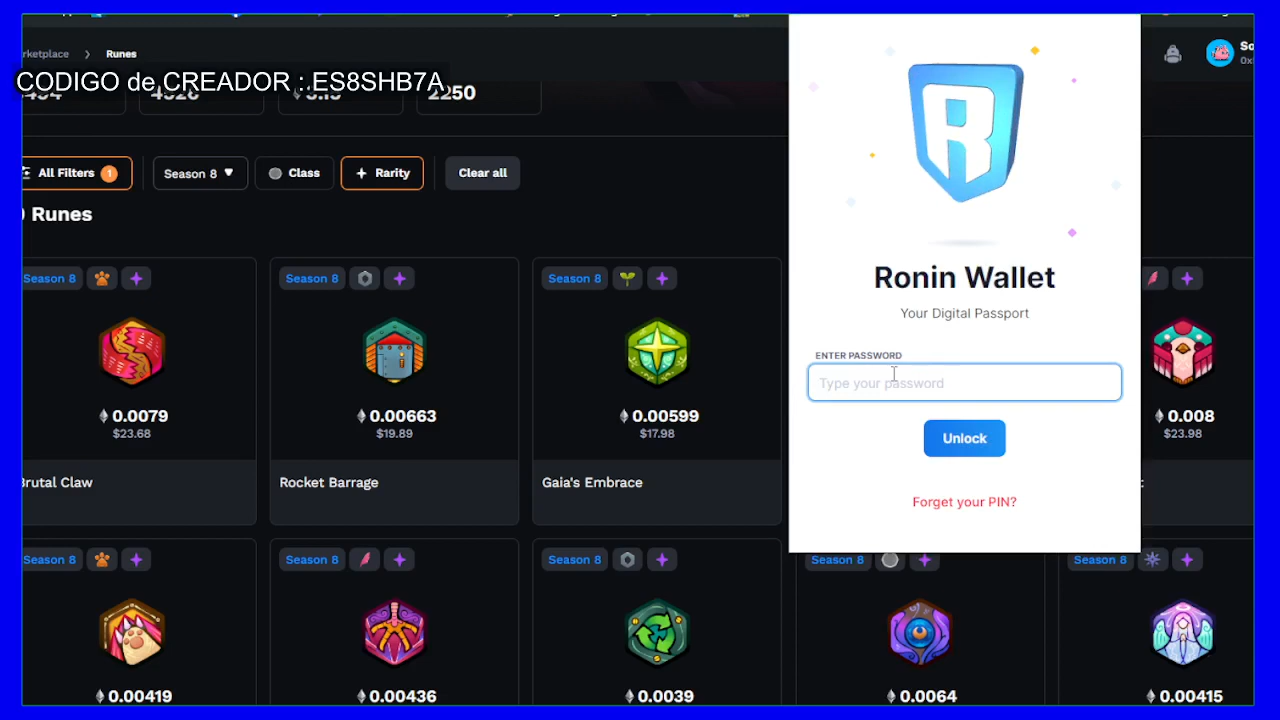 rketplace > Runes
So
0x
CODIGO de CREADOR : ES8SHB7A
2250
All Filters 1
Season 8 ▼
Class
Rarity
Clear all
Runes
Season 8
Season 8
Season 8
0.0079
0.00663
0.00599
0.008
$23.68
$19.89
$17.98
$23.98
Brutal Claw
Rocket Barrage
Gaia's Embrace
Ronin Wallet
Your Digital Passport
ENTER PASSWORD
Type your password
Unlock
Forget your PIN?
Season 8
Season 8
Season 8
Season 8
Season 8
0.00419
0.00436
0.0039
0.0064
0.00415